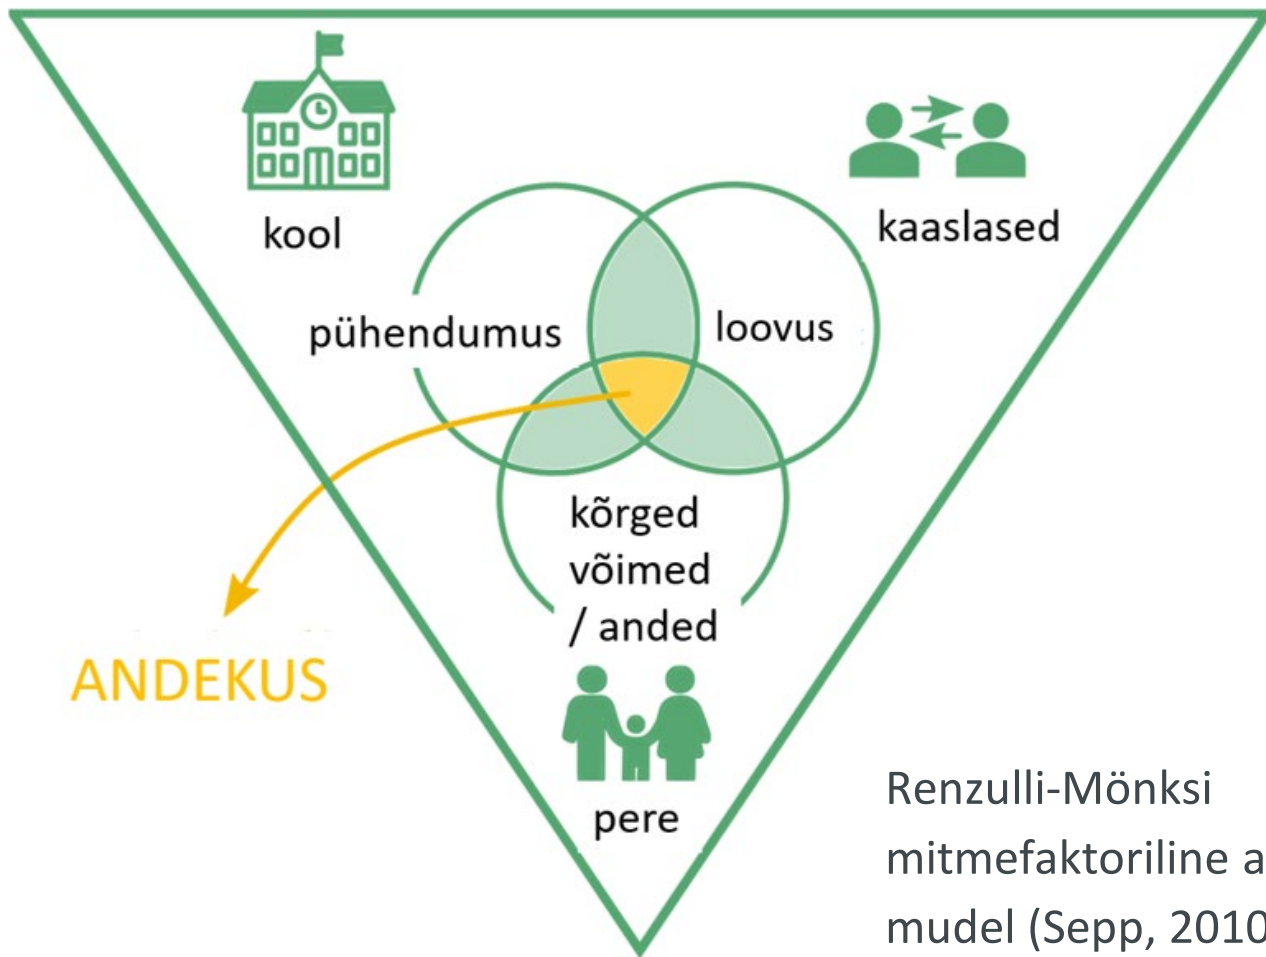 kool
kaaslased
pühendumus
loovus
kõrged
võimed
/ anded
ANDEKUS
pere
Renzulli-Mönksi
mitmefaktoriline a
mudel (Sepp, 2010